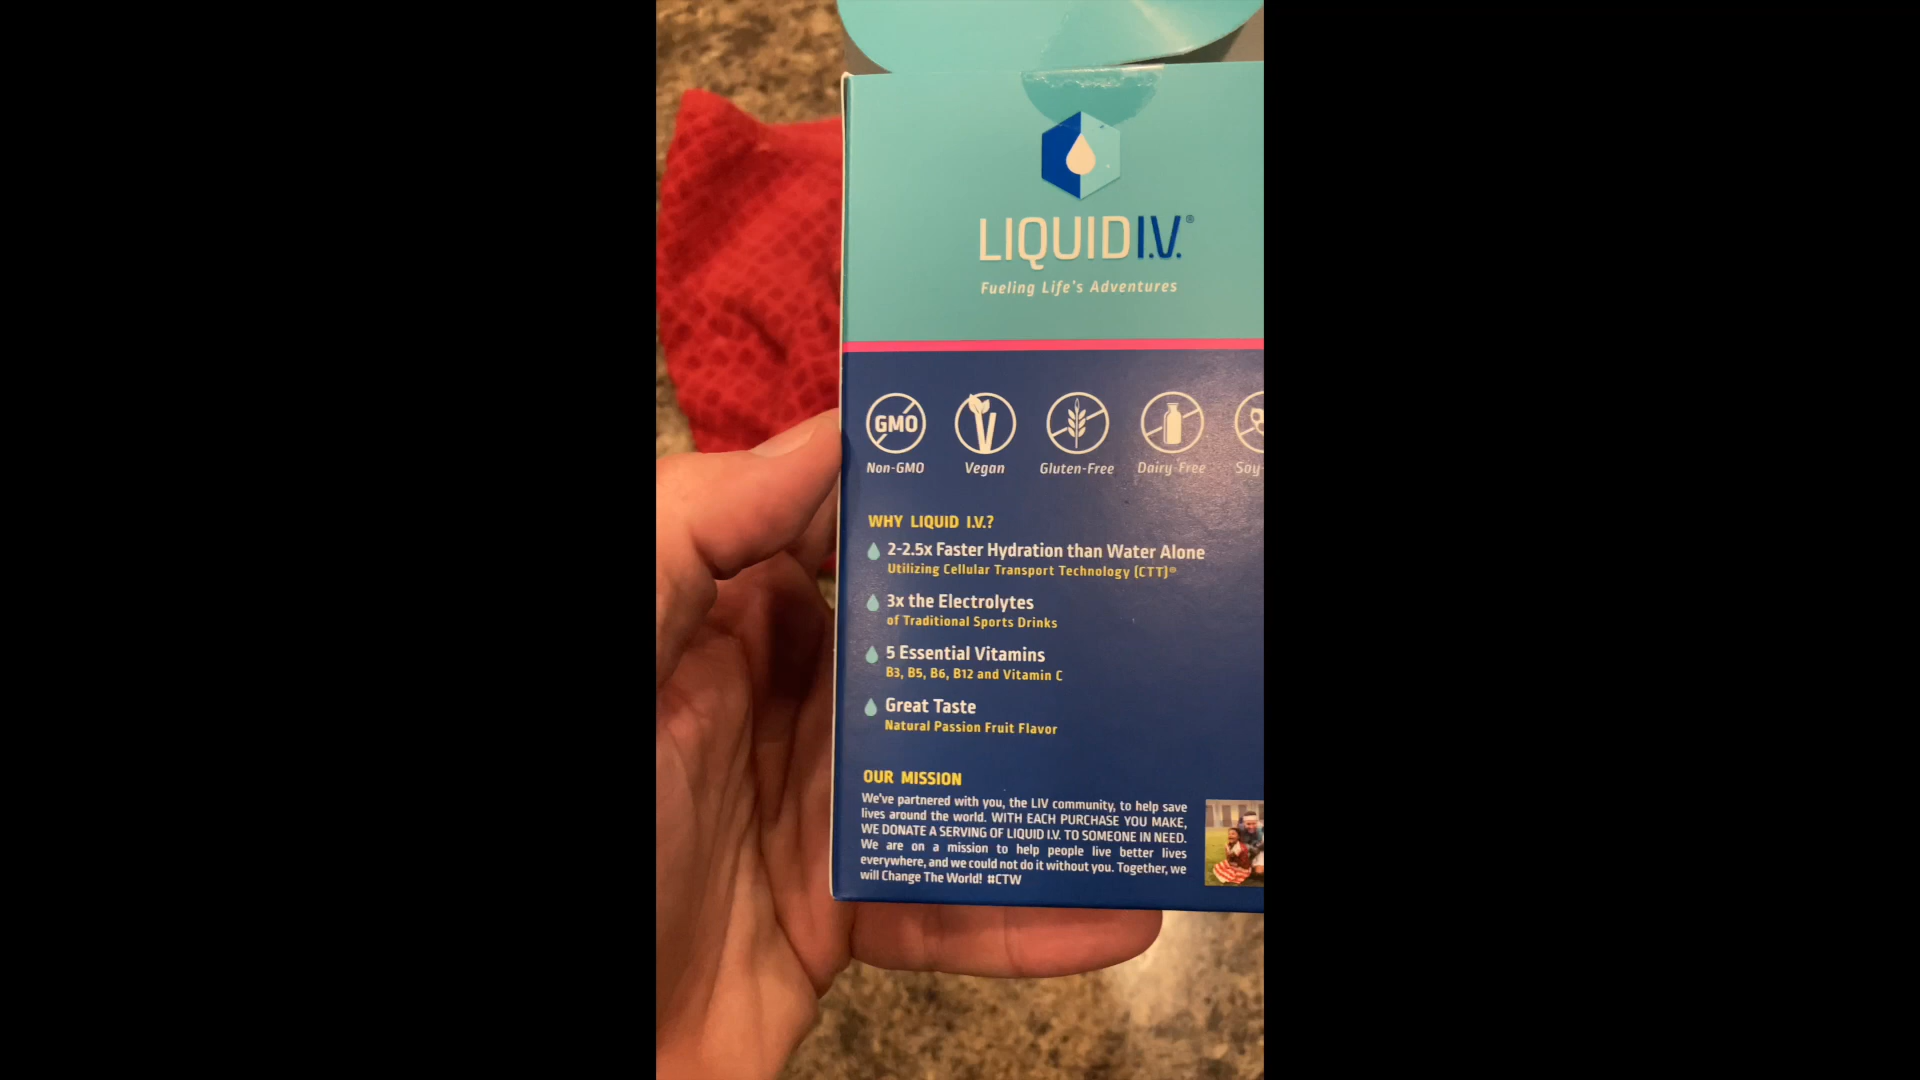 LIQUID I.V.®
Fueling Life's Adventures
GMO
Non-GMO Vegan Gluten-Free Dairy-Free Soy-
WHY LIQUID I.V.?
2-2.5x Faster Hydration than Water Alone
Utilizing Cellular Transport Technology (CTT)®
3x the Electrolytes
of Traditional Sports Drinks
5 Essential Vitamins
B3, B5, B6, B12 and Vitamin C
Great Taste
Natural Passion Fruit Flavor
OUR MISSION
We've partnered with you, the LIV community, to help save
lives around the world. WITH EACH PURCHASE YOU MAKE,
WE DONATE A SERVING OF LIQUID I.V. TO SOMEONE IN NEED.
We are on a mission to help people live better lives
everywhere, and we could not do it without you. Together, we
will Change The World! #CTW